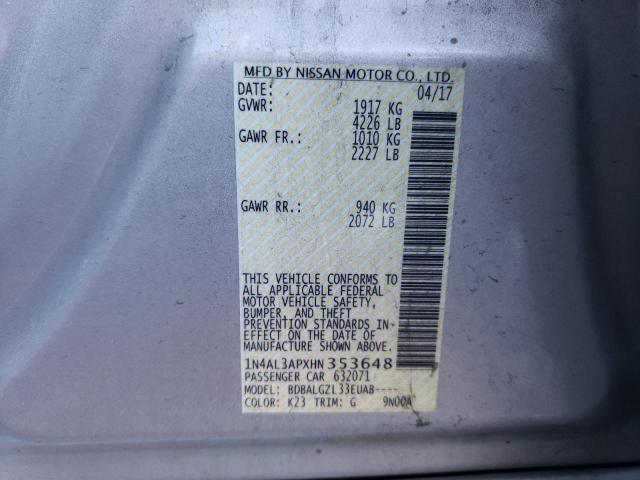 MFD BY NISSAN MOTOR CO., LTD.
DATE: 04/17
GVWR: 1917 KG
4226 LB
GAWR FR.: 1010 KG
2227 LB
GAWR RR.: 940 KG
2072 LB
THIS VEHICLE CONFORMS TO
ALL APPLICABLE FEDERAL
MOTOR VEHICLE SAFETY,
BUMPER, AND THEFT
PREVENTION STANDARDS IN-
EFFECT ON THE DATE OF
MANUFACTURE SHOWN ABOVE.
1N4AL3APXHN353648
PASSENGER CAR 632071
MODEL: BDBALGZL33EUAB----
COLOR: K23 TRIM: G 9N00A